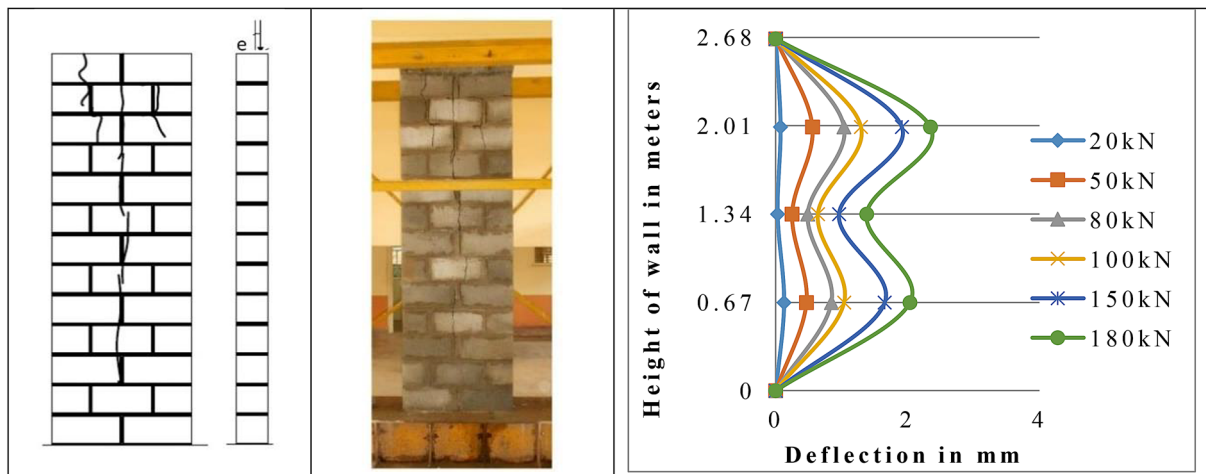 e
2.68
2.01
1.34
0.67
0
0 2 4
Height of wall in meters
Deflection in mm
20kN
50kN
80kN
100kN
150kN
180kN